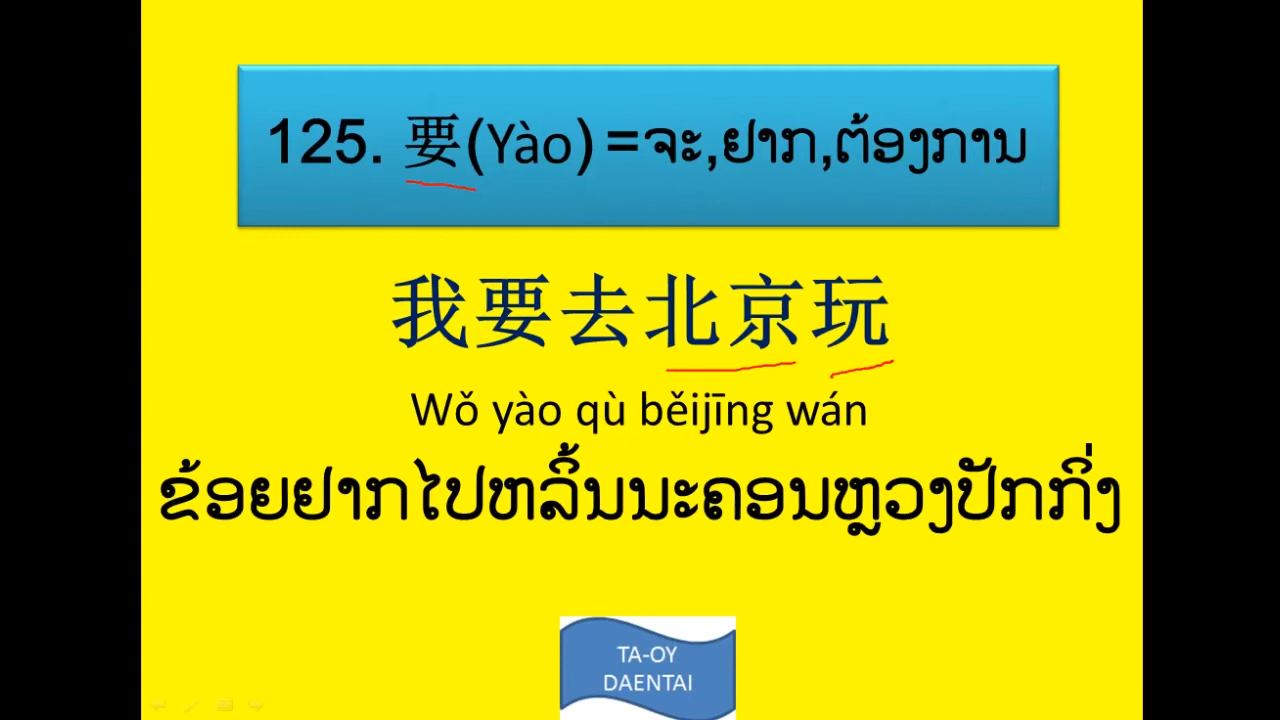 125. 要(Yào) =ຈະ,ຢາກ,ຕ້ອງການ
我要去北京玩
Wǒ yào qù běijīng wán
ຂ້ອຍຢາກໄປຫລິ້ນນະຄອນຫຼວງປັກກິ່ງ
TA-OY
DAENTAI